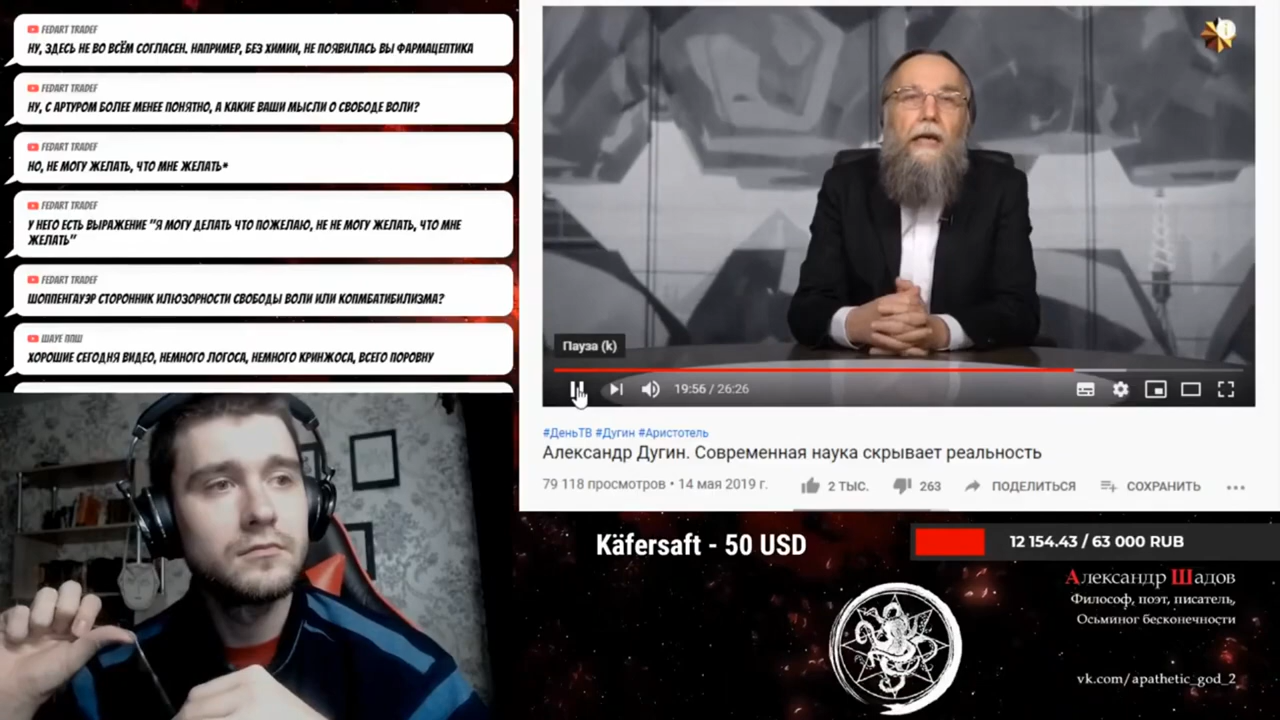 FEDART TRADEF
НУ, ЗДЕСЬ НЕ ВО ВСЁМ СОГЛАСЕН. НАПРИМЕР, БЕЗ ХИМИИ, НЕ ПОЯВИЛАСЬ ВЫ ФАРМАЦЕПТИКА
FEDART TRADEF
НУ, С АРТУРОМ БОЛЕЕ МЕНЕЕ ПОНЯТНО, А КАКИЕ ВАШИ МЫСЛИ О СВОБОДЕ ВОЛИ?
FEDART TRADEF
НО, НЕ МОГУ ЖЕЛАТЬ, ЧТО МНЕ ЖЕЛАТЬ*
FEDART TRADEF
У НЕГО ЕСТЬ ВЫРАЖЕНИЕ "Я МОГУ ДЕЛАТЬ ЧТО ПОЖЕЛАЮ, НЕ НЕ МОГУ ЖЕЛАТЬ, ЧТО МНЕ
ЖЕЛАТЬ"
FEDART TRADEF
ШОППЕНГАУЭР СТОРОННИК ИЛЮЗОРНОСТИ СВОБОДЫ ВОЛИ ИЛИ КОПМБАТИБИЛИЗМА?
ШАУЕ ППШ
ХОРОШИЕ СЕГОДНЯ ВИДЕО, НЕМНОГО ЛОГОСА, НЕМНОГО КРИНЖОСА, ВСЕГО ПОРОВНУ
Пауза (k)
19:56 / 26:26
#ДеньТВ #Дугин #Аристотель
Александр Дугин. Современная наука скрывает реальность
79 118 просмотров • 14 мая 2019 г.
2 ТЫС.
263
ПОДЕЛИТЬСЯ
СОХРАНИТЬ
Käfersaft - 50 USD
12 154.43 / 63 000 RUB
Александр Шадов
Философ, поэт, писатель,
Осьминог бесконечности
vk.com/apathetic_god_2